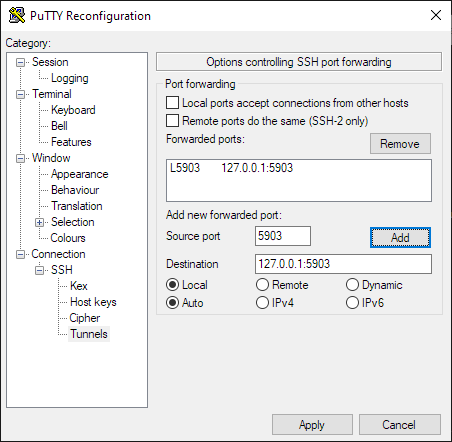 PuTTY Reconfiguration
Category:
Session
Logging
Terminal
Keyboard
Bell
Features
Window
Appearance
Behaviour
Translation
Selection
Colours
Connection
SSH
Kex
Host keys
Cipher
Tunnels
Options controlling SSH port forwarding
Port forwarding
Local ports accept connections from other hosts
Remote ports do the same (SSH-2 only)
Forwarded ports:
Remove
L5903 127.0.0.1:5903
Add new forwarded port:
Source port 5903 Add
Destination 127.0.0.1:5903
Local Remote Dynamic
Auto IPv4 IPv6
Apply Cancel